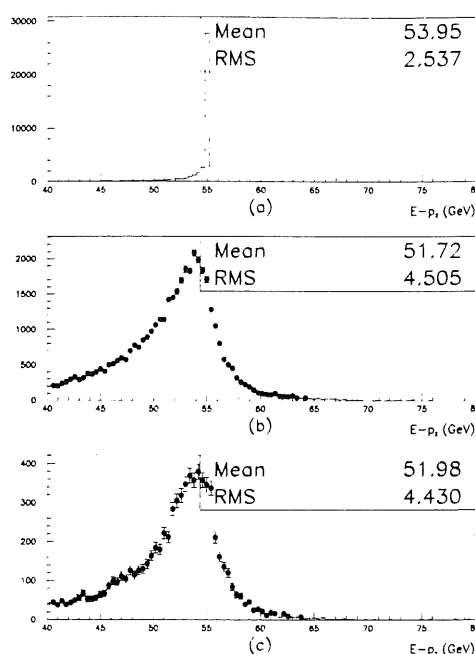 30000
20000
10000
0
Mean 53.95
RMS 2.537
40 45 50 55 60 65 70 75 80
E-pz (GeV)
(a)
2000
1500
1000
500
0
Mean 51.72
RMS 4.505
40 45 50 55 60 65 70 75 80
E-pz (GeV)
(b)
400
300
200
100
0
Mean 51.98
RMS 4.430
40 45 50 55 60 65 70 75 80
E-pz (GeV)
(c)